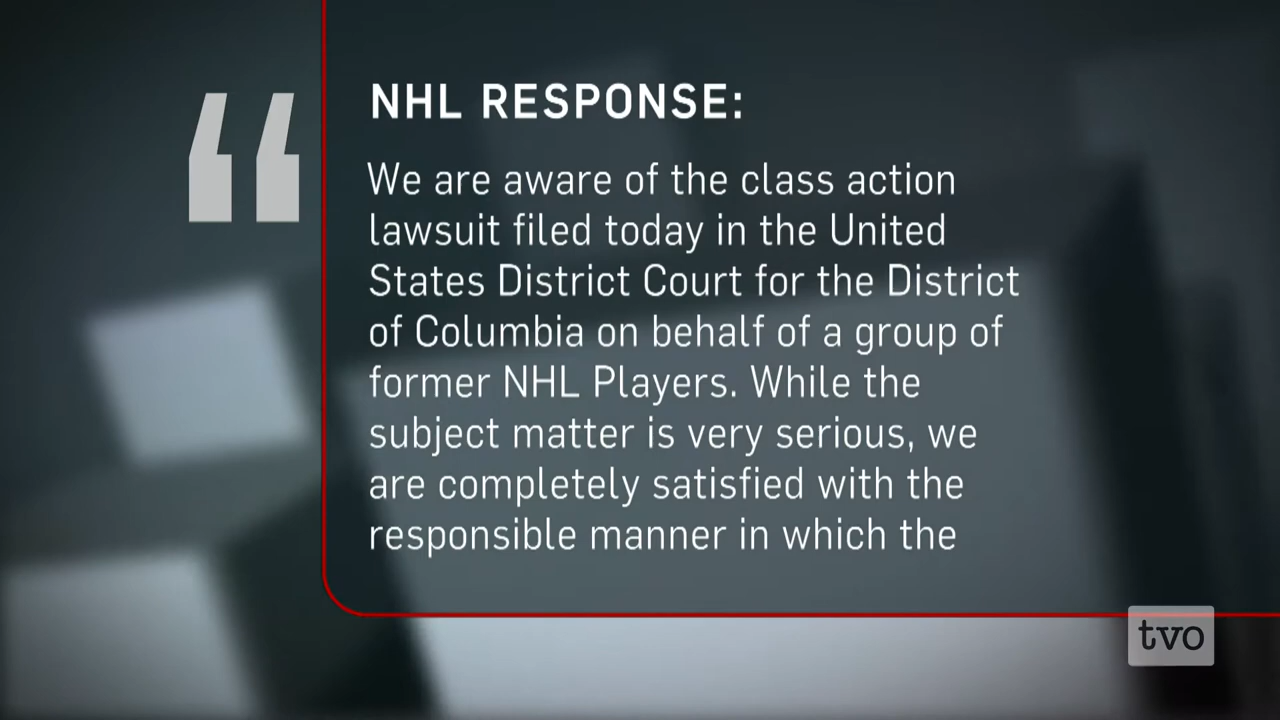 NHL RESPONSE:
We are aware of the class action
lawsuit filed today in the United
States District Court for the District
of Columbia on behalf of a group of
former NHL Players. While the
subject matter is very serious, we
are completely satisfied with the
responsible manner in which the
tvo